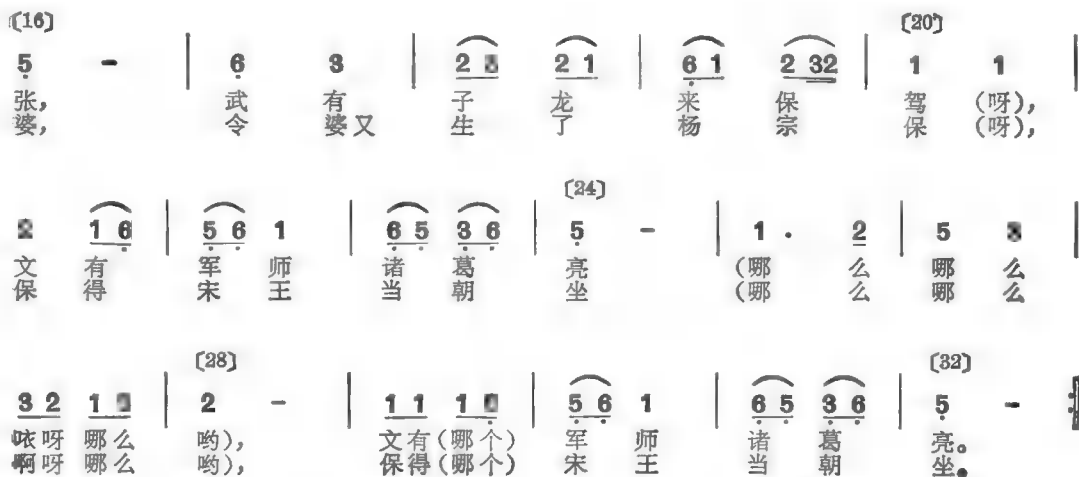 〔16〕 〔20〕
5 - | 6 3 | 2 2 1 | 6 1 2 32 | 1 1 |
张， 武 有 子 龙 来 保 驾 (呀)，
婆， 令 婆又 生 了 杨 宗 保 (呀)，
〔24〕
1 6 | 5 6 1 | 6 5 3 6 | 5 - | 1 . 2 | 5 |
文 有 军 师 诸 葛 亮 (哪 么 哪 么
保 得 宋 王 当 朝 坐 (哪 么 哪 么
〔28〕 〔32〕
3 2 1 | 2 - | 1 1 1 | 5 6 1 | 6 5 3 6 | 5 -
咴呀 哪么 哟)， 文有(哪个) 军 师 诸 葛 亮。
啊呀 哪么 哟)， 保得(哪个) 宋 王 当 朝 坐。